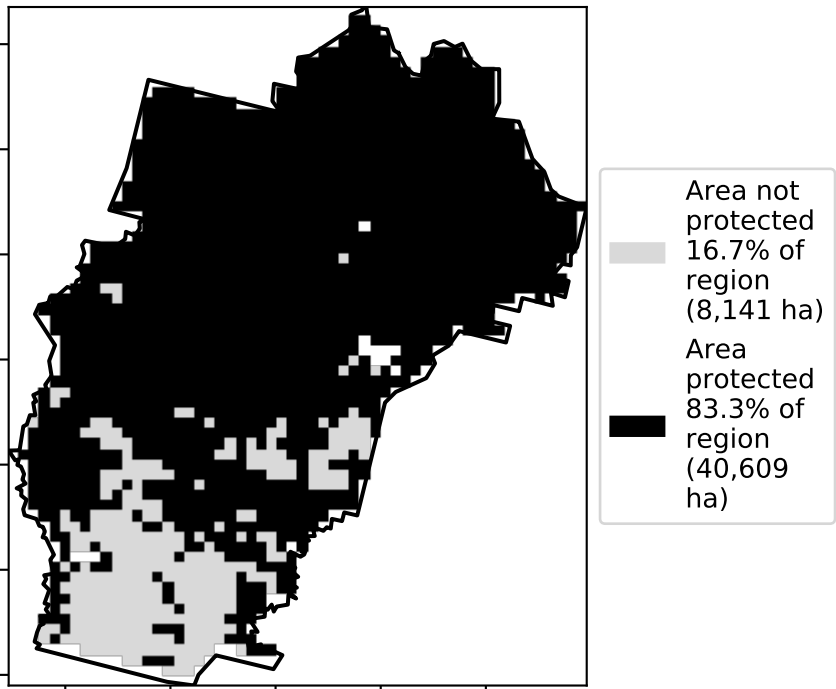 Area not
protected
16.7% of
region
(8,141 ha)
Area
protected
83.3% of
region
(40,609
ha)